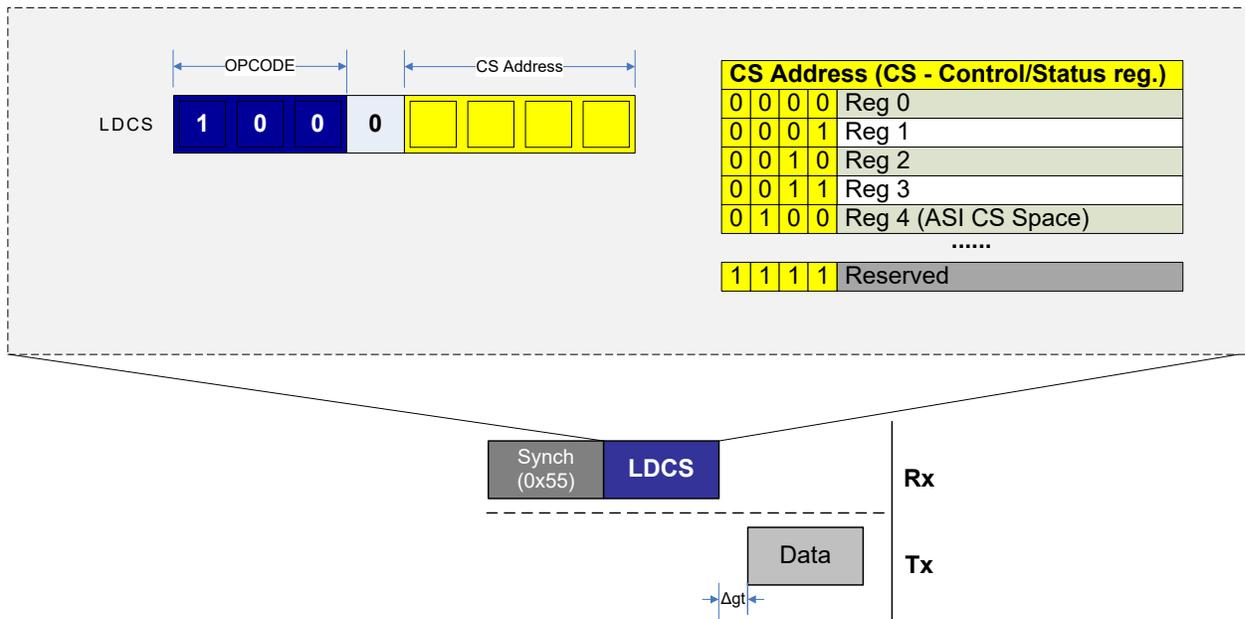 OPCODE
CS Address
LDCS
1 0 0 0
CS Address (CS - Control/Status reg.)
0 0 0 0 Reg 0
0 0 0 1 Reg 1
0 0 1 0 Reg 2
0 0 1 1 Reg 3
0 1 0 0 Reg 4 (ASI CS Space)
......
1 1 1 1 Reserved
Synch
(0x55)
LDCS
Rx
Data
Tx
Δgt